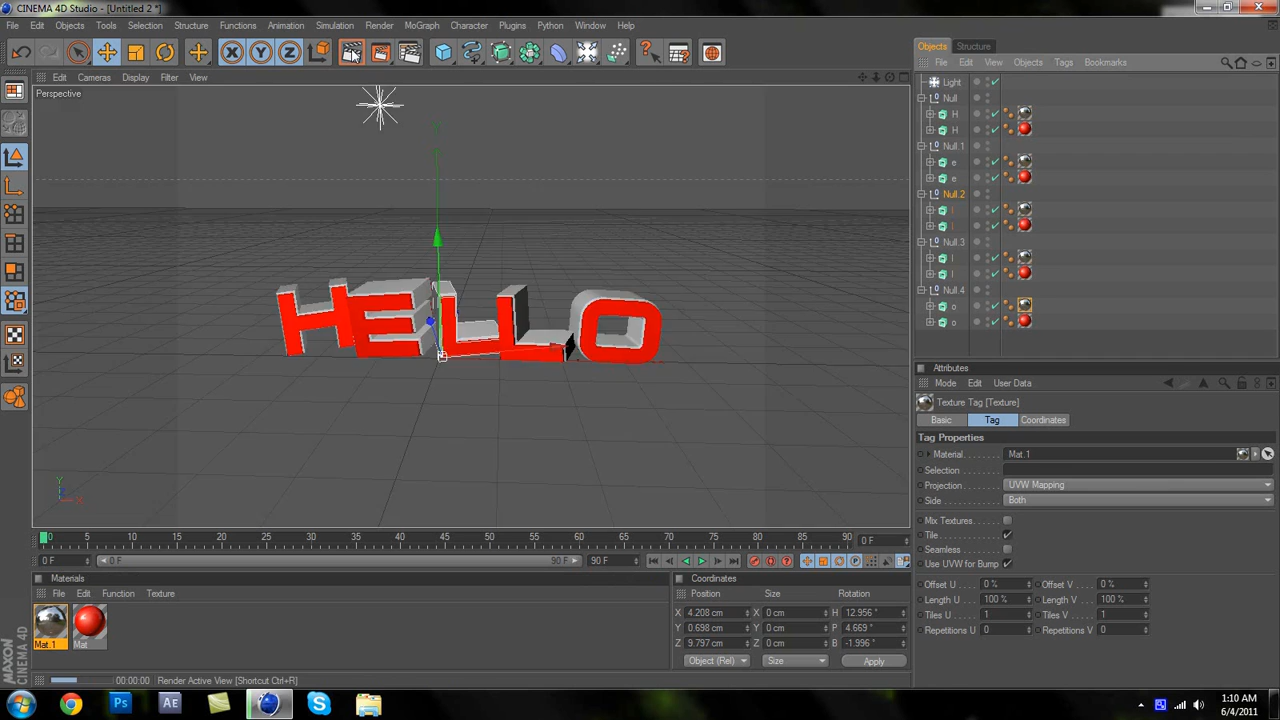 CINEMA 4D Studio - [Untitled 2 *]
File Edit Objects Tools Selection Structure Functions Animation Simulation Render MoGraph Character Plugins Python Window Help
X Y Z
Edit Cameras Display Filter View
Perspective
HELLO
Y
X
0 5 10 15 20 25 30 35 40 45 50 55 60 65 70 75 80 85 90 0 F
0 F 0 F 90 F 90 F
Materials
File Edit Function Texture
Mat.1 Mat
Coordinates
Position Size Rotation
X 4.208 cm X 0 cm H 12.956 °
Y 0.698 cm Y 0 cm P 4.669 °
Z 9.797 cm Z 0 cm B -1.996 °
Object (Rel) Size Apply
00:00:00 Render Active View [Shortcut Ctrl+R]
MAXON
CINEMA 4D
Objects Structure
File Edit View Objects Tags Bookmarks
Light
Null
H
H
Null.1
e
e
Null.2
l
l
Null.3
l
l
Null.4
o
o
Attributes
Mode Edit User Data
Texture Tag [Texture]
Basic Tag Coordinates
Tag Properties
Material Mat.1
Selection
Projection UVW Mapping
Side Both
Mix Textures
Tile
Seamless
Use UVW for Bump
Offset U 0 % Offset V 0 %
Length U 100 % Length V 100 %
Tiles U 1 Tiles V 1
Repetitions U 0 Repetitions V 0
Ps Ae
1:10 AM
6/4/2011